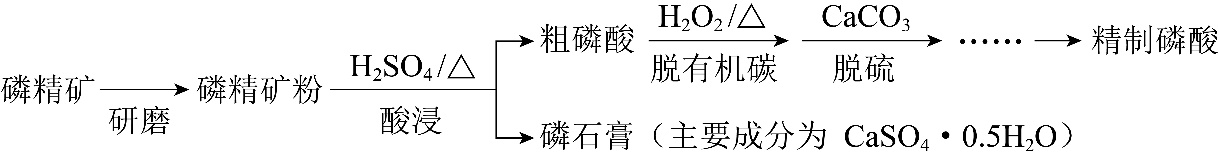 磷精矿 研磨 磷精矿粉 H₂SO₄/△ 酸浸
粗磷酸 H₂O₂/△ 脱有机碳 CaCO₃ 脱硫 …… 精制磷酸
磷石膏（主要成分为 CaSO₄·0.5H₂O）